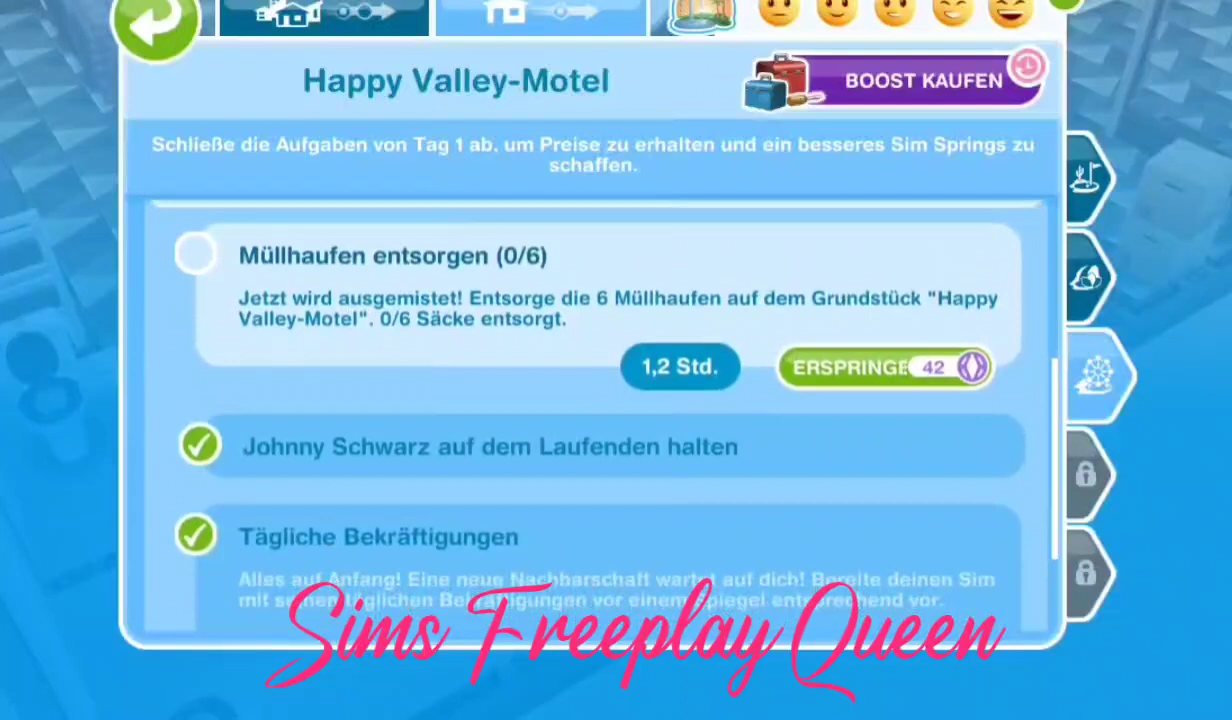 Happy Valley-Motel
BOOST KAUFEN
Schließe die Aufgaben von Tag 1 ab, um Preise zu erhalten und ein besseres Sim Springs zu
schaffen.
Müllhaufen entsorgen (0/6)
Jetzt wird ausgemistet! Entsorge die 6 Müllhaufen auf dem Grundstück "Happy
Valley-Motel". 0/6 Säcke entsorgt.
1,2 Std.
ERSPRINGE 42
Johnny Schwarz auf dem Laufenden halten
Tägliche Bekräftigungen
Alles auf Anfang! Eine neue Nachbarschaft wartet auf dich! Bereite deinen Sim
mit seinen täglichen Bekräftigungen vor einem Spiegel entsprechend vor.
Sims Freeplay Queen